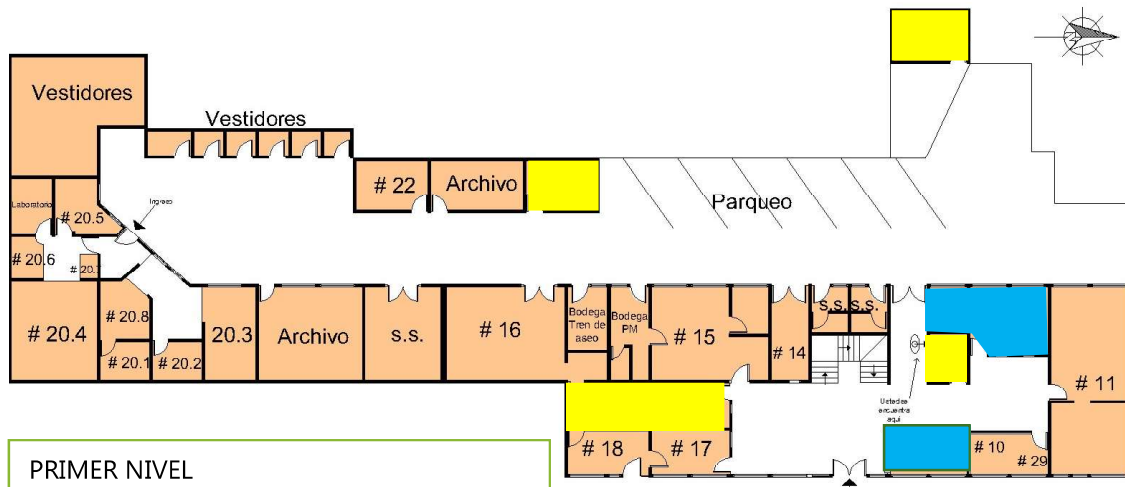 Vestidores
Vestidores
# 22
Archivo
Parqueo
Laboratorio
# 20.5
Ingreso
# 20.6
# 20.4
# 20.8
# 20.1
# 20.2
20.3
Archivo
s.s.
# 16
Bodega
Tren de
aseo
Bodega
PM
# 15
# 14
s.s.
s.s.
# 11
Usted se
encuentra
aqui
# 18
# 17
# 10
# 29
PRIMER NIVEL